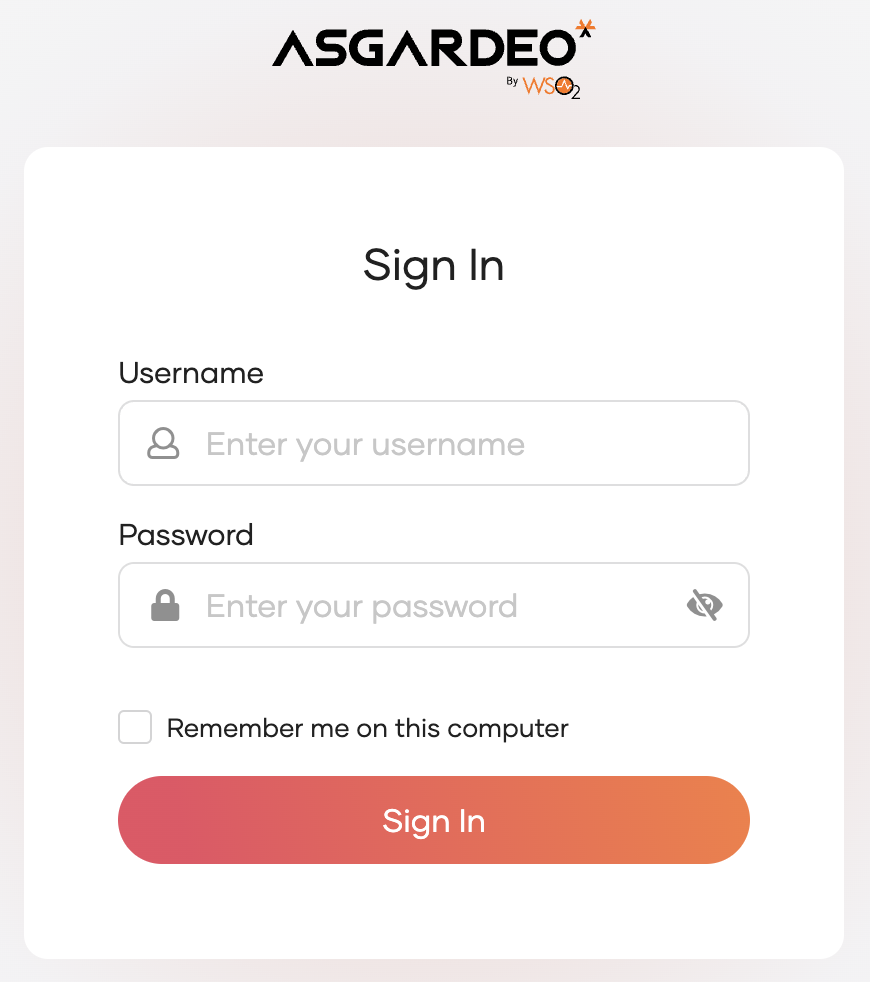 ASGARDEO
By WSO2
Sign In
Username
Enter your username
Password
Enter your password
Remember me on this computer
Sign In